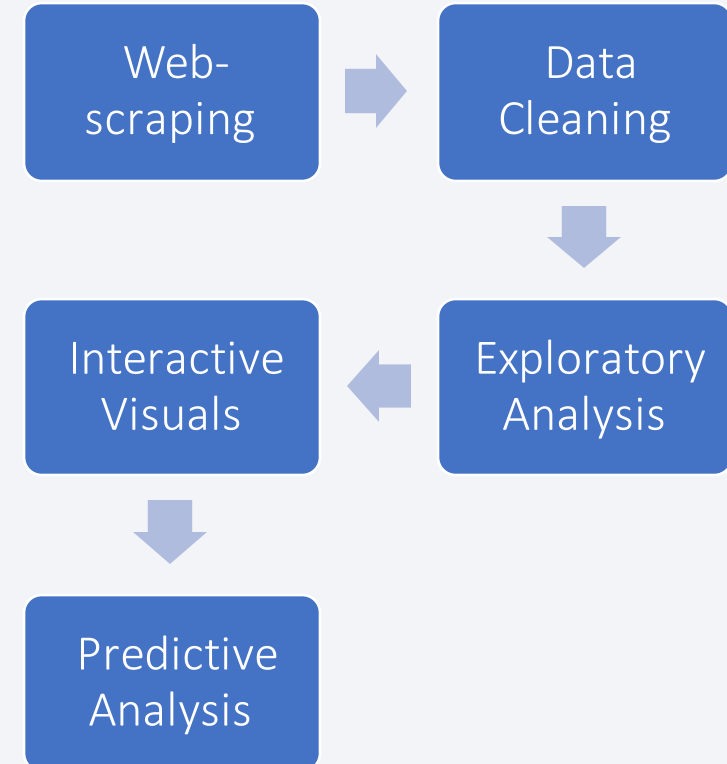 Web-
scraping
Data
Cleaning
Exploratory
Analysis
Interactive
Visuals
Predictive
Analysis